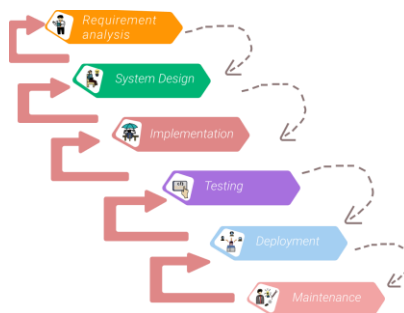 Requirement
analysis
System Design
Implementation
Testing
Deployment
Maintenance